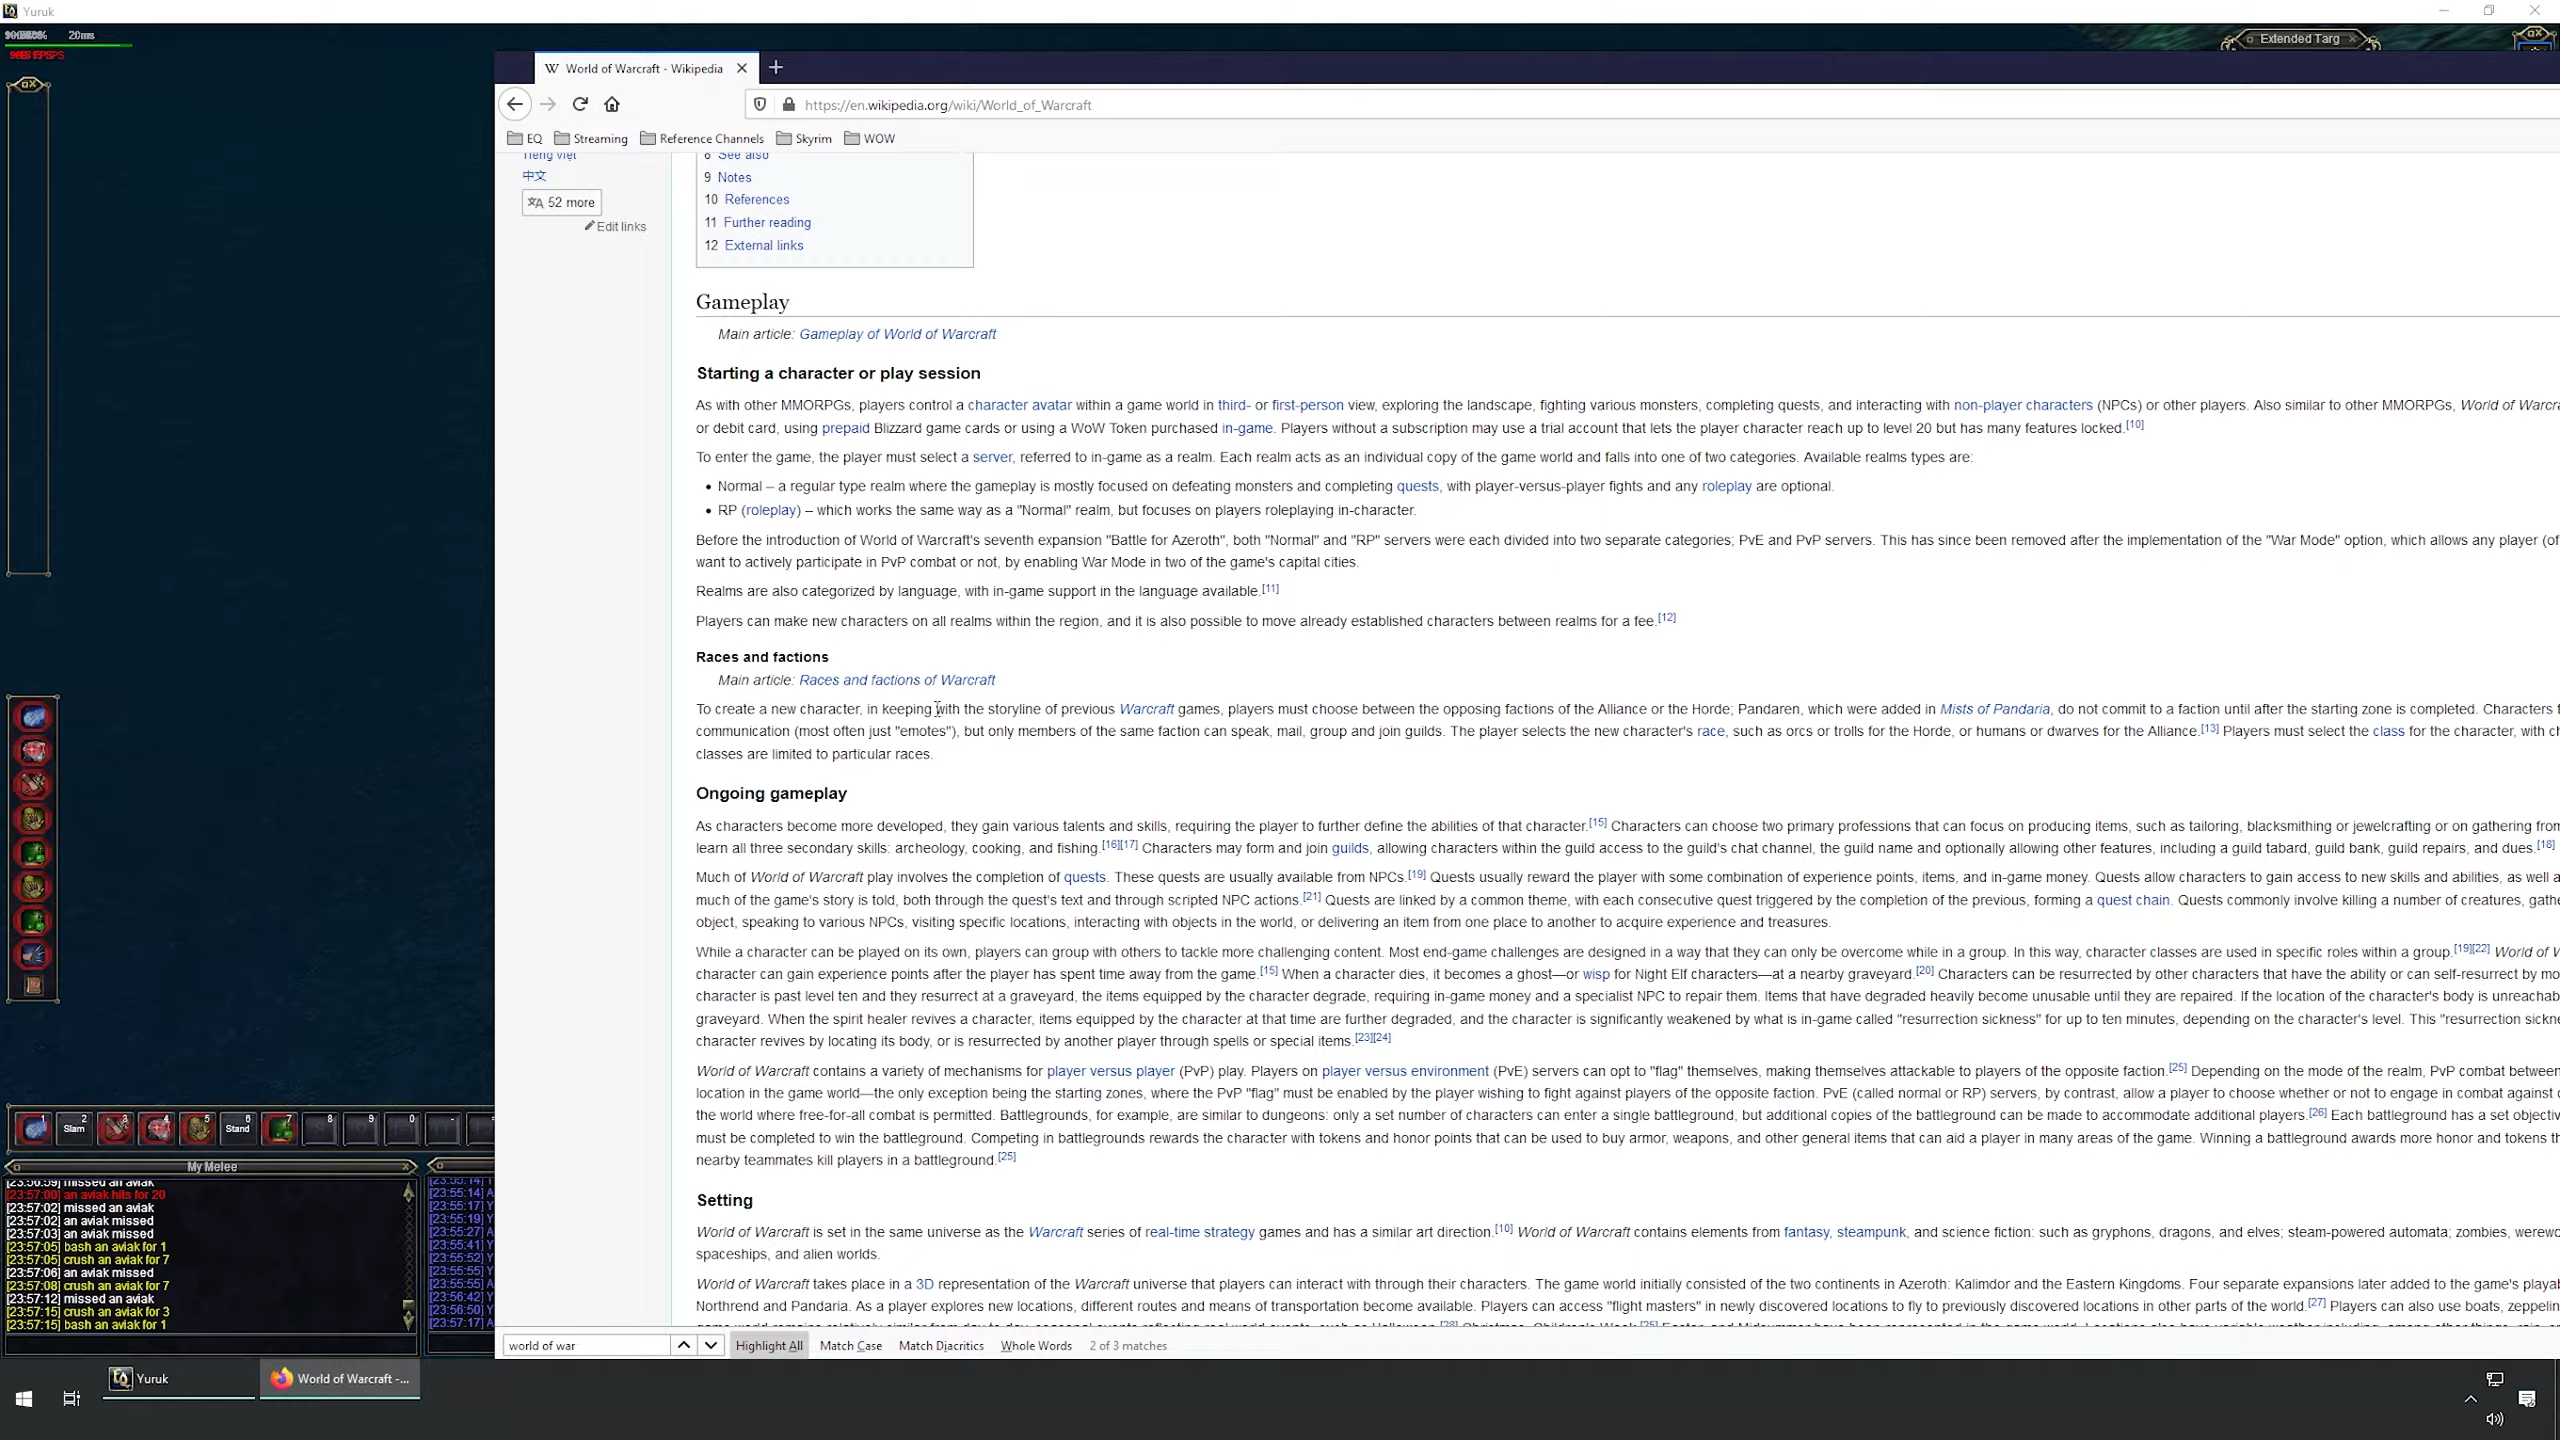 Yuruk
20ms
Extended Targ
World of Warcraft - Wikipedia
https://en.wikipedia.org/wiki/World_of_Warcraft
EQ Streaming Reference Channels Skyrim WOW
Tiếng Việt
中文
52 more
Edit links
8 See also
9 Notes
10 References
11 Further reading
12 External links
Gameplay
Main article: Gameplay of World of Warcraft
Starting a character or play session
As with other MMORPGs, players control a character avatar within a game world in third- or first-person view, exploring the landscape, fighting various monsters, completing quests, and interacting with non-player characters (NPCs) or other players. Also similar to other MMORPGs, World of Warcra
or debit card, using prepaid Blizzard game cards or using a WoW Token purchased in-game. Players without a subscription may use a trial account that lets the player character reach up to level 20 but has many features locked.[10]
To enter the game, the player must select a server, referred to in-game as a realm. Each realm acts as an individual copy of the game world and falls into one of two categories. Available realms types are:
• Normal – a regular type realm where the gameplay is mostly focused on defeating monsters and completing quests, with player-versus-player fights and any roleplay are optional.
• RP (roleplay) – which works the same way as a "Normal" realm, but focuses on players roleplaying in-character.
Before the introduction of World of Warcraft's seventh expansion "Battle for Azeroth", both "Normal" and "RP" servers were each divided into two separate categories; PvE and PvP servers. This has since been removed after the implementation of the "War Mode" option, which allows any player (of
want to actively participate in PvP combat or not, by enabling War Mode in two of the game's capital cities.
Realms are also categorized by language, with in-game support in the language available.[11]
Players can make new characters on all realms within the region, and it is also possible to move already established characters between realms for a fee.[12]
Races and factions
Main article: Races and factions of Warcraft
To create a new character, in keeping with the storyline of previous Warcraft games, players must choose between the opposing factions of the Alliance or the Horde; Pandaren, which were added in Mists of Pandaria, do not commit to a faction until after the starting zone is completed. Characters f
communication (most often just "emotes"), but only members of the same faction can speak, mail, group and join guilds. The player selects the new character's race, such as orcs or trolls for the Horde, or humans or dwarves for the Alliance.[13] Players must select the class for the character, with ch
classes are limited to particular races.
Ongoing gameplay
As characters become more developed, they gain various talents and skills, requiring the player to further define the abilities of that character.[15] Characters can choose two primary professions that can focus on producing items, such as tailoring, blacksmithing or jewelcrafting or on gathering from
learn all three secondary skills: archeology, cooking, and fishing.[16][17] Characters may form and join guilds, allowing characters within the guild access to the guild's chat channel, the guild name and optionally allowing other features, including a guild tabard, guild bank, guild repairs, and dues.[18]
Much of World of Warcraft play involves the completion of quests. These quests are usually available from NPCs.[19] Quests usually reward the player with some combination of experience points, items, and in-game money. Quests allow characters to gain access to new skills and abilities, as well a
much of the game's story is told, both through the quest's text and through scripted NPC actions.[21] Quests are linked by a common theme, with each consecutive quest triggered by the completion of the previous, forming a quest chain. Quests commonly involve killing a number of creatures, gathe
object, speaking to various NPCs, visiting specific locations, interacting with objects in the world, or delivering an item from one place to another to acquire experience and treasures.
While a character can be played on its own, players can group with others to tackle more challenging content. Most end-game challenges are designed in a way that they can only be overcome while in a group. In this way, character classes are used in specific roles within a group.[19][22] World of W
character can gain experience points after the player has spent time away from the game.[15] When a character dies, it becomes a ghost—or wisp for Night Elf characters—at a nearby graveyard.[20] Characters can be resurrected by other characters that have the ability or can self-resurrect by mo
character is past level ten and they resurrect at a graveyard, the items equipped by the character degrade, requiring in-game money and a specialist NPC to repair them. Items that have degraded heavily become unusable until they are repaired. If the location of the character's body is unreachab
graveyard. When the spirit healer revives a character, items equipped by the character at that time are further degraded, and the character is significantly weakened by what is in-game called "resurrection sickness" for up to ten minutes, depending on the character's level. This "resurrection sickn
character revives by locating its body, or is resurrected by another player through spells or special items.[23][24]
World of Warcraft contains a variety of mechanisms for player versus player (PvP) play. Players on player versus environment (PvE) servers can opt to "flag" themselves, making themselves attackable to players of the opposite faction.[25] Depending on the mode of the realm, PvP combat between
location in the game world—the only exception being the starting zones, where the PvP "flag" must be enabled by the player wishing to fight against players of the opposite faction. PvE (called normal or RP) servers, by contrast, allow a player to choose whether or not to engage in combat against o
the world where free-for-all combat is permitted. Battlegrounds, for example, are similar to dungeons: only a set number of characters can enter a single battleground, but additional copies of the battleground can be made to accommodate additional players.[26] Each battleground has a set objectiv
must be completed to win the battleground. Competing in battlegrounds rewards the character with tokens and honor points that can be used to buy armor, weapons, and other general items that can aid a player in many areas of the game. Winning a battleground awards more honor and tokens th
nearby teammates kill players in a battleground.[25]
Setting
World of Warcraft is set in the same universe as the Warcraft series of real-time strategy games and has a similar art direction.[10] World of Warcraft contains elements from fantasy, steampunk, and science fiction: such as gryphons, dragons, and elves; steam-powered automata; zombies, werewo
spaceships, and alien worlds.
World of Warcraft takes place in a 3D representation of the Warcraft universe that players can interact with through their characters. The game world initially consisted of the two continents in Azeroth: Kalimdor and the Eastern Kingdoms. Four separate expansions later added to the game's playab
Northrend and Pandaria. As a player explores new locations, different routes and means of transportation become available. Players can access "flight masters" in newly discovered locations to fly to previously discovered locations in other parts of the world.[27] Players can also use boats, zeppelin
1 2 Slam 3 4 5 6 Stand 7 8 9 0 - =
My Melee
[23:56:59] missed an aviak
[23:57:00] an aviak hits for 20
[23:57:02] missed an aviak
[23:57:02] an aviak missed
[23:57:03] an aviak missed
[23:57:05] bash an aviak for 1
[23:57:05] crush an aviak for 7
[23:57:06] an aviak missed
[23:57:08] crush an aviak for 7
[23:57:12] missed an aviak
[23:57:15] crush an aviak for 3
[23:57:15] bash an aviak for 1
[23:55:14] Y
[23:55:14] A
[23:55:17] Y
[23:55:19] Y
[23:55:27] A
[23:55:41] Y
[23:55:52] Y
[23:55:55] Y
[23:55:55] A
[23:56:42] Y
[23:56:50] Y
[23:57:17] A
world of war Highlight All Match Case Match Diacritics Whole Words 2 of 3 matches
Yuruk
World of Warcraft -...